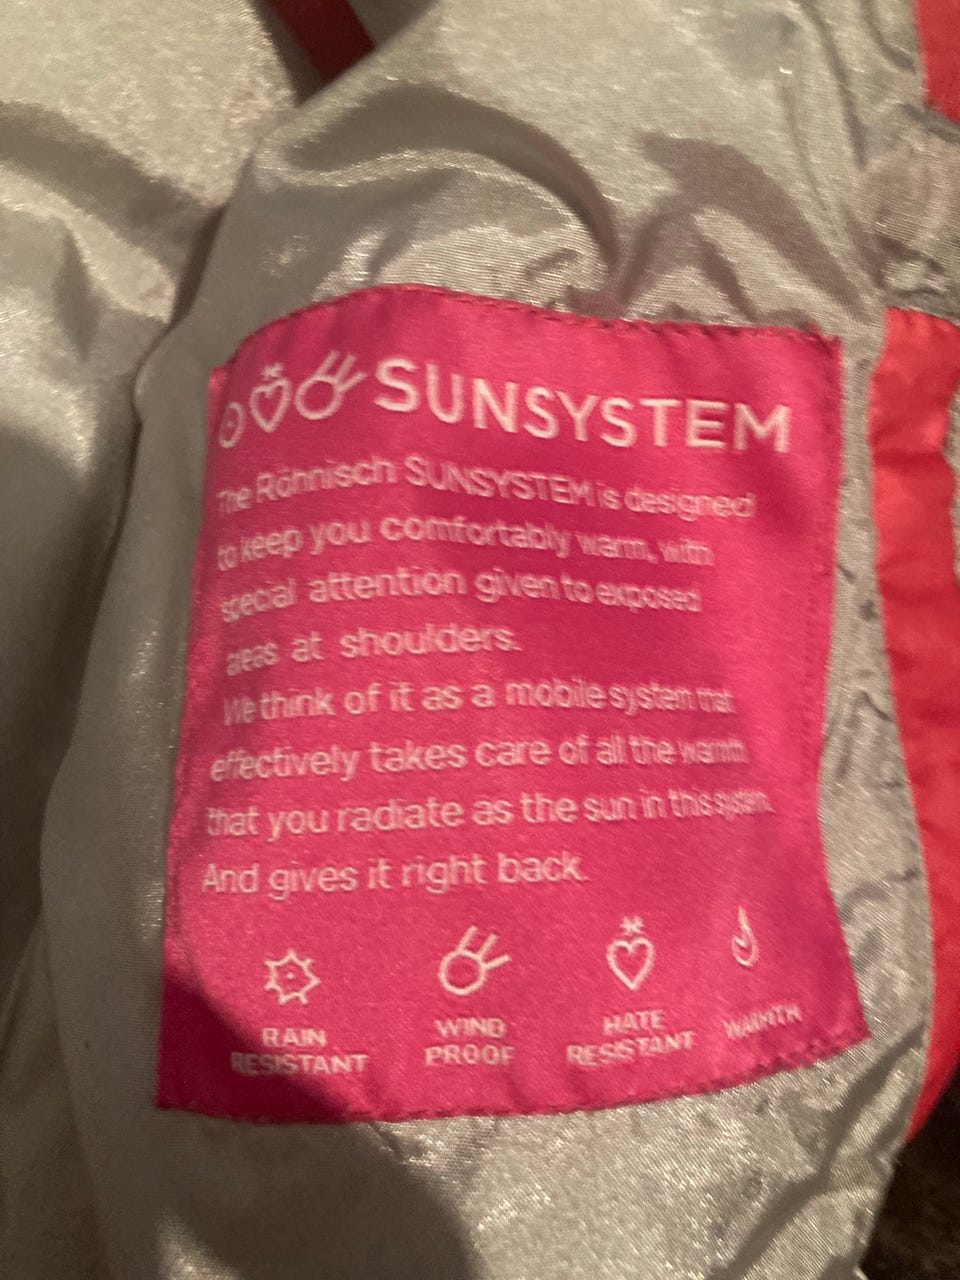 SUNSYSTEM
The Röhnisch SUNSYSTEM is designed
to keep you comfortably warm, with
special attention given to exposed
areas at shoulders.
We think of it as a mobile system that
effectively takes care of all the warmth
that you radiate as the sun in this system.
And gives it right back.
RAIN
RESISTANT
WIND
PROOF
HATE
RESISTANT
WARMTH